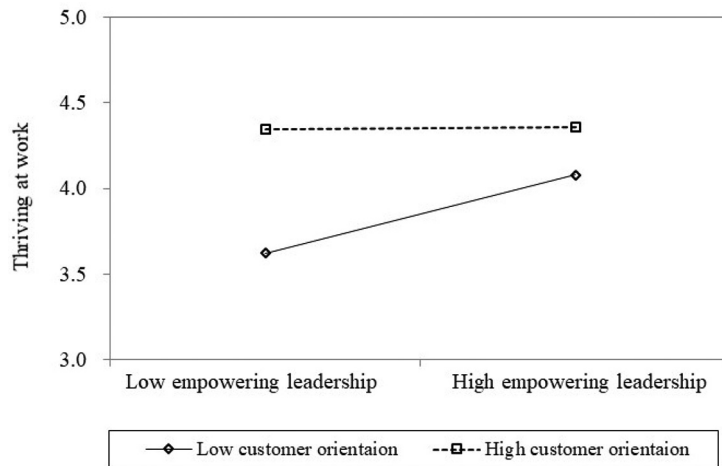 5.0
4.5
4.0
3.5
3.0
Thriving at work
Low empowering leadership High empowering leadership
Low customer orientaion High customer orientaion